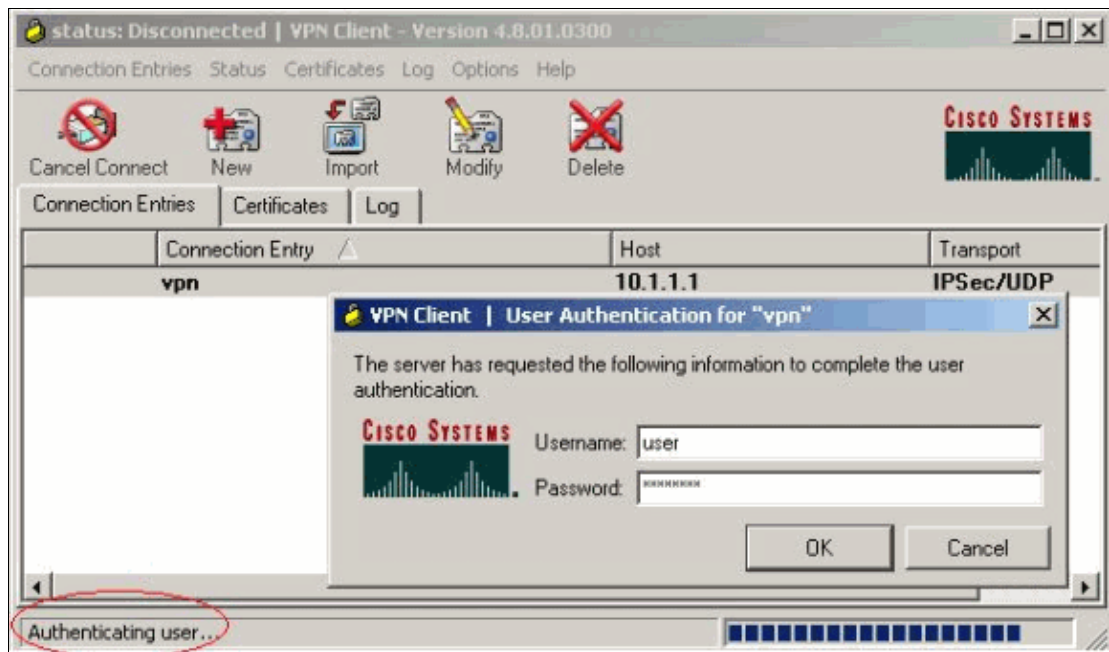 status: Disconnected | VPN Client - Version 4.8.01.0300
Connection Entries Status Certificates Log Options Help
Cancel Connect New Import Modify Delete
CISCO SYSTEMS
Connection Entries Certificates Log
Connection Entry Host Transport
vpn 10.1.1.1 IPSec/UDP
VPN Client | User Authentication for "vpn"
The server has requested the following information to complete the user
authentication.
CISCO SYSTEMS
Username: user
Password: ********
OK Cancel
Authenticating user...